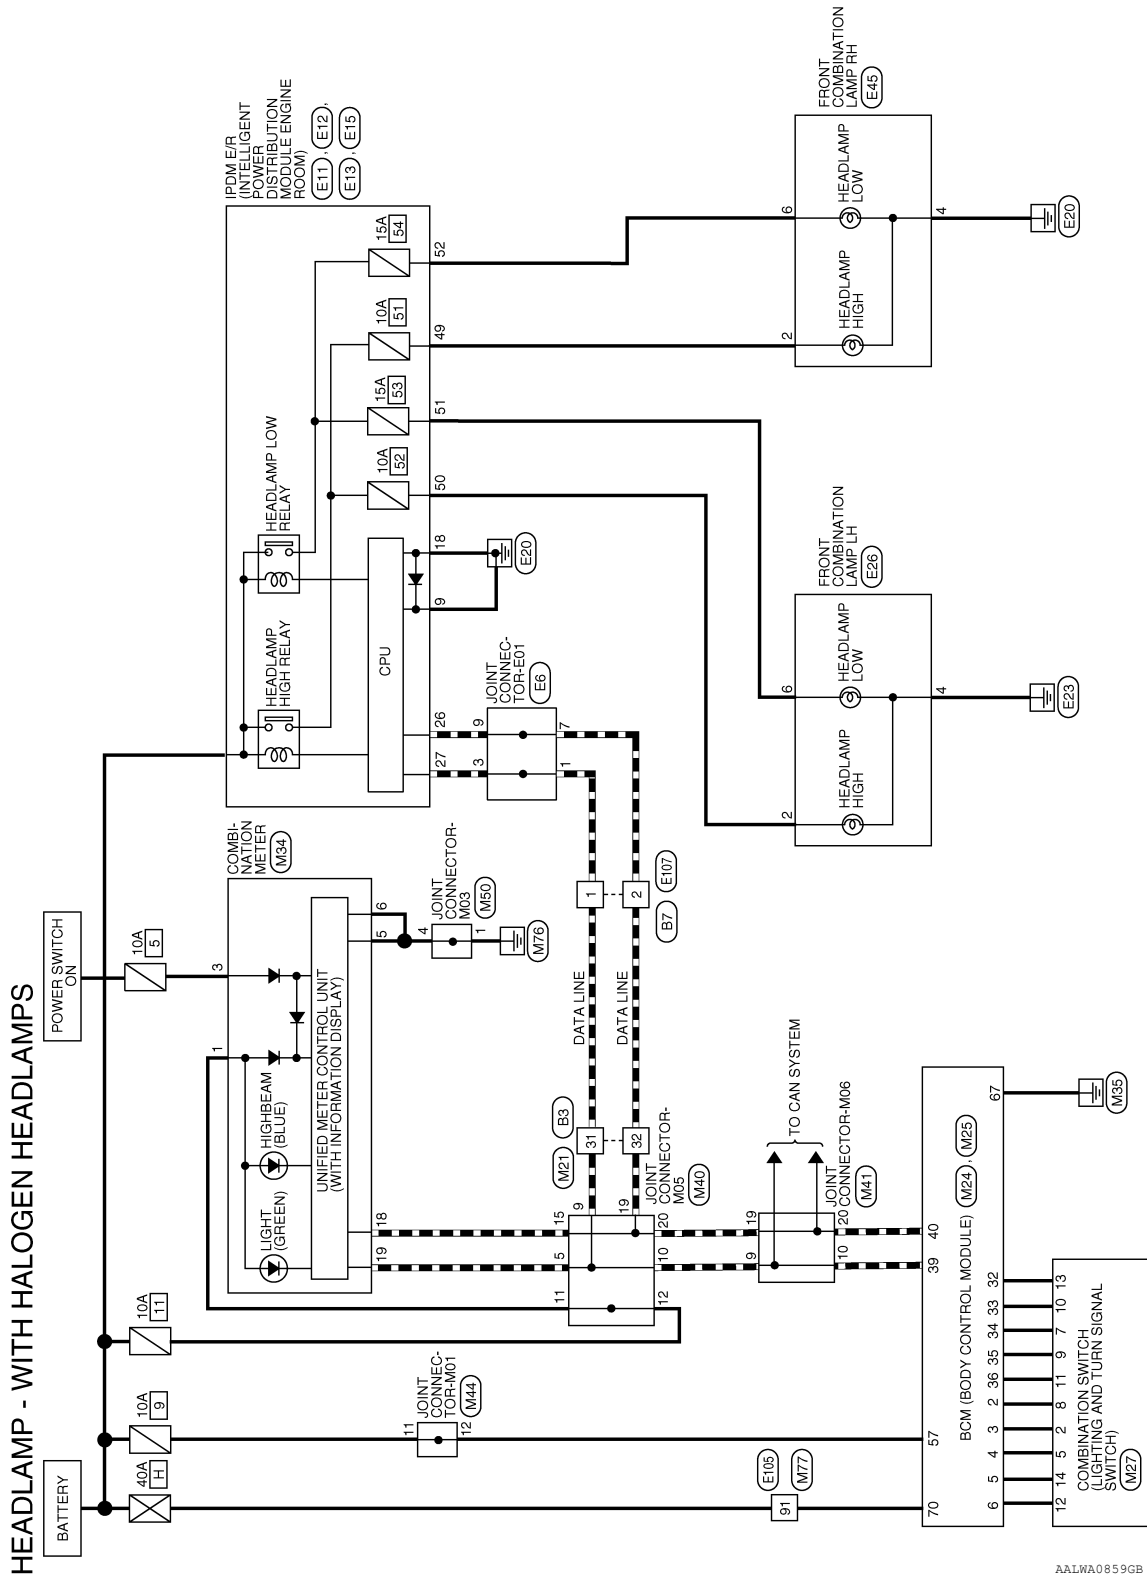 HEADLAMP - WITH HALOGEN HEADLAMPS
BATTERY
POWER SWITCH
ON
40A
H
10A
9
10A
11
10A
5
COMBI-
NATION
METER
M34
1
3
LIGHT
(GREEN)
HIGHBEAM
(BLUE)
UNIFIED METER CONTROL UNIT
(WITH INFORMATION DISPLAY)
19
18
5
6
JOINT
CONNECTOR-
M03
M50
4
1
M76
IPDM E/R
(INTELLIGENT
POWER
DISTRIBUTION
MODULE ENGINE
ROOM)
E11 , E12 ,
E13 , E15
HEADLAMP
HIGH RELAY
HEADLAMP LOW
RELAY
CPU
10A
52
15A
53
10A
51
15A
54
27
26
9
18
50
51
49
52
E20
JOINT
CONNEC-
TOR-E01
E6
3
9
1
7
1
2
E107
B7
DATA LINE
DATA LINE
B3
M21
31
32
JOINT
CONNECTOR-
M05
M40
11
5
15
9
19
12
10
20
JOINT
CONNEC-
TOR-M01
M44
11
12
TO CAN SYSTEM
JOINT
CONNECTOR-M06
M41
9
19
10
20
E105
M77
91
FRONT
COMBINATION
LAMP LH
E26
2
6
HEADLAMP
HIGH
HEADLAMP
LOW
4
E23
FRONT
COMBINATION
LAMP RH
E45
2
6
HEADLAMP
HIGH
HEADLAMP
LOW
4
E20
70
57
39
40
67
M35
BCM (BODY CONTROL MODULE)
M24 , M25
6
5
4
3
2
36
35
34
33
32
12
14
5
2
8
11
9
7
10
13
COMBINATION SWITCH
(LIGHTING AND TURN SIGNAL
SWITCH)
M27
AALWA0859GB